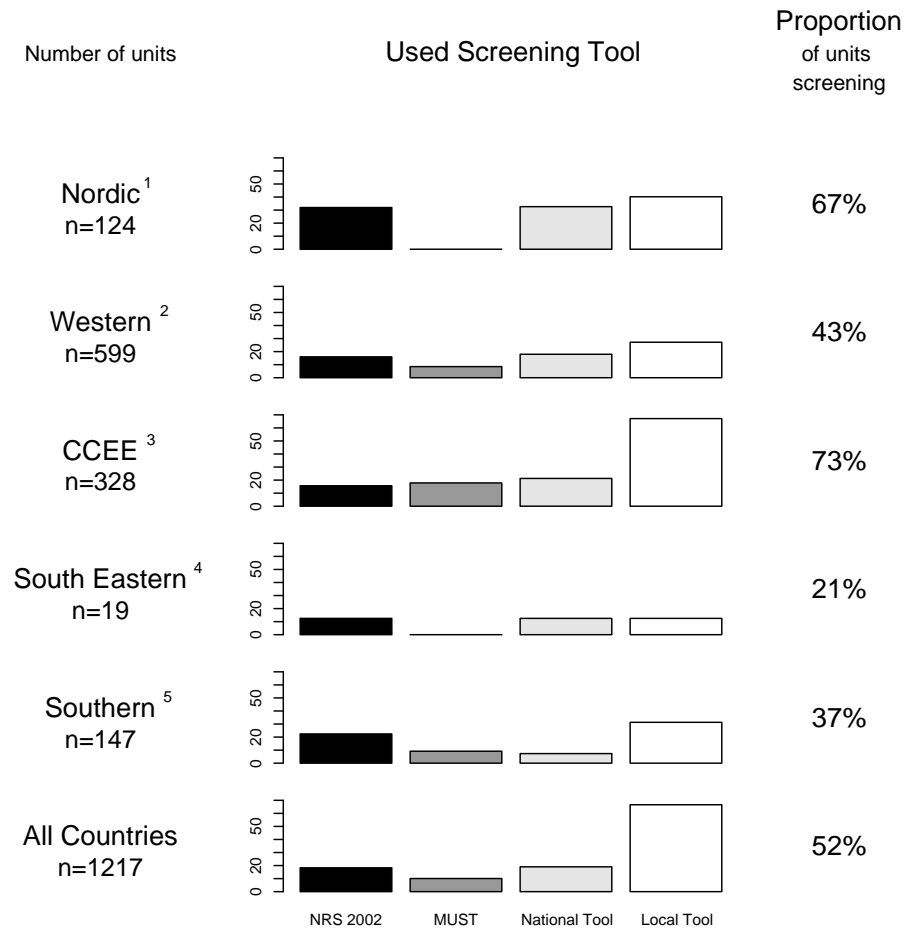 Number of units
Used Screening Tool
Proportion
of units
screening
Nordic 1
n=124
0 20 50
67%
Western 2
n=599
0 20 50
43%
CCEE 3
n=328
0 20 50
73%
South Eastern 4
n=19
0 20 50
21%
Southern 5
n=147
0 20 50
37%
All Countries
n=1217
0 20 50
52%
NRS 2002 MUST National Tool Local Tool